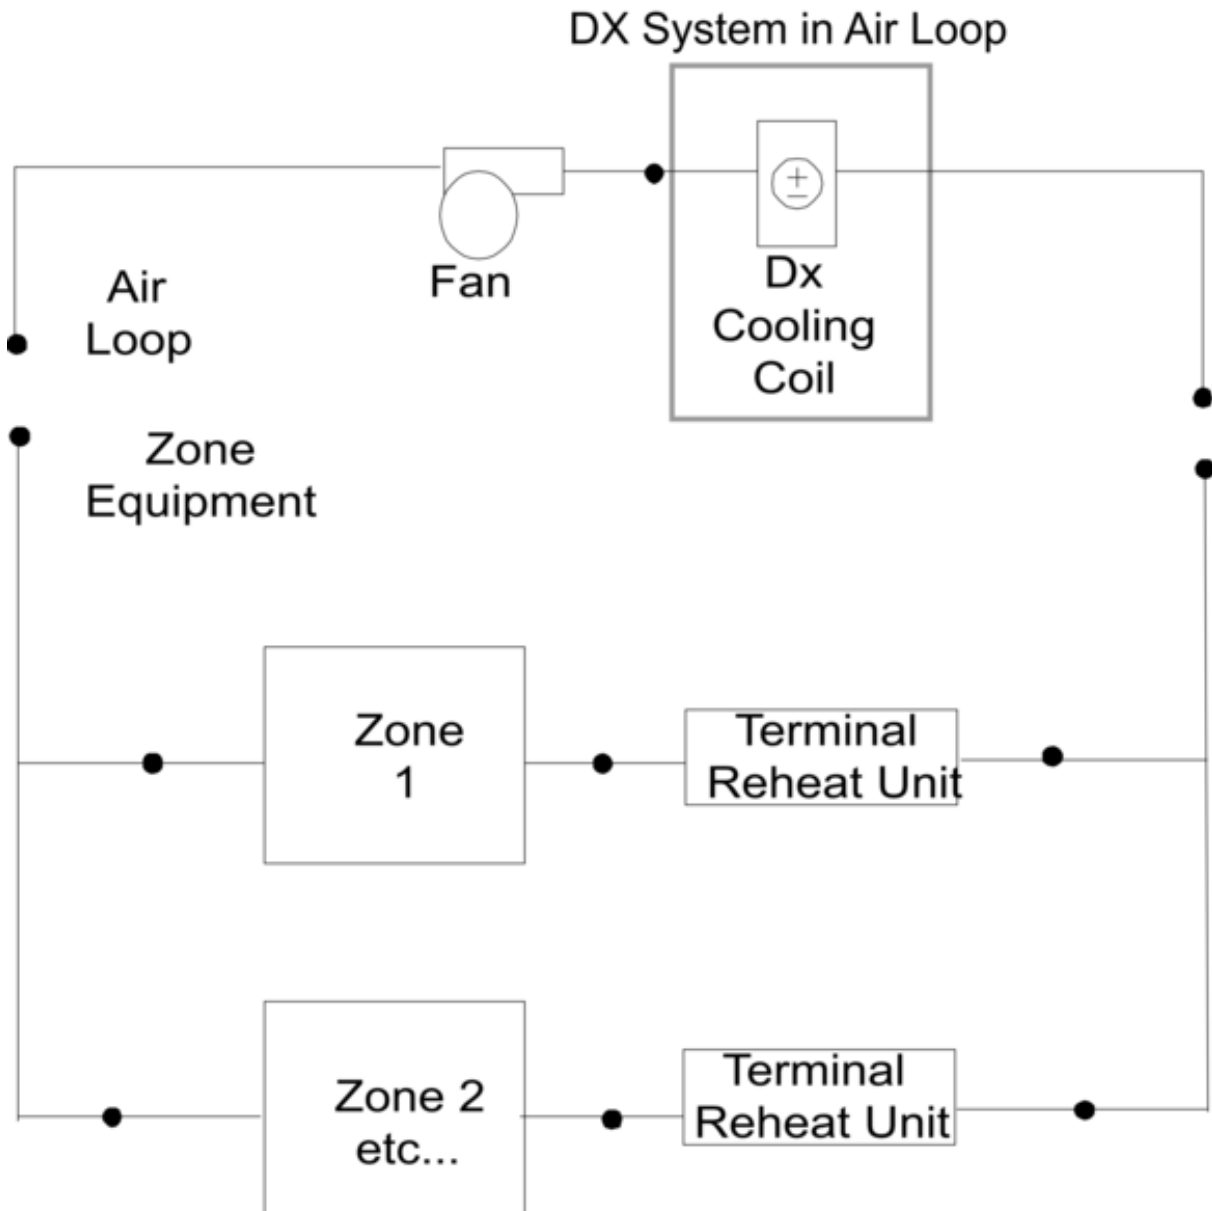 DX System in Air Loop
Fan
Dx
Cooling
Coil
Air
Loop
Zone
Equipment
Zone
1
Terminal
Reheat Unit
Zone 2
etc...
Terminal
Reheat Unit